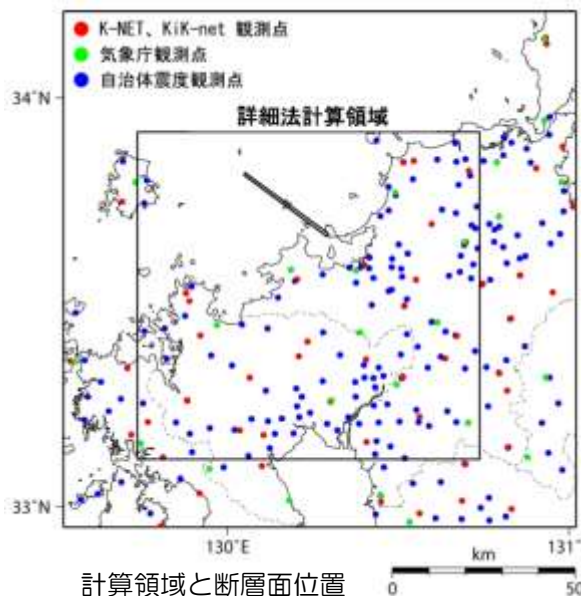 K-NET、KiK-net 観測点
気象庁観測点
自治体震度観測点
34°N
詳細法計算領域
33°N
130°E
131°
km
0
50
計算領域と断層面位置